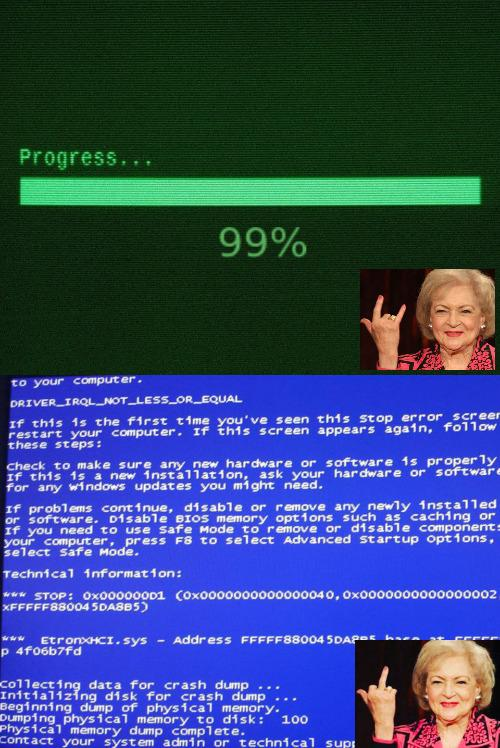 Progress...
99%
to your computer.
DRIVER_IRQL_NOT_LESS_OR_EQUAL
If this is the first time you've seen this Stop error screen
restart your computer. If this screen appears again, follow
these steps:
Check to make sure any new hardware or software is properly
If this is a new installation, ask your hardware or software
for any Windows updates you might need.
If problems continue, disable or remove any newly installed
or software. Disable BIOS memory options such as caching or
If you need to use Safe Mode to remove or disable components
your computer, press F8 to select Advanced Startup Options,
select Safe Mode.
Technical information:
*** STOP: 0x000000D1 (0x0000000000000040,0x0000000000000002
xFFFFF880045DA8B5)
*** EtronXHCI.sys - Address FFFFF880045DA8B5 base at FFFFF
p 4f06b7fd
Collecting data for crash dump ...
Initializing disk for crash dump ...
Beginning dump of physical memory.
Dumping physical memory to disk: 100
Physical memory dump complete.
Contact your system admin or technical supp